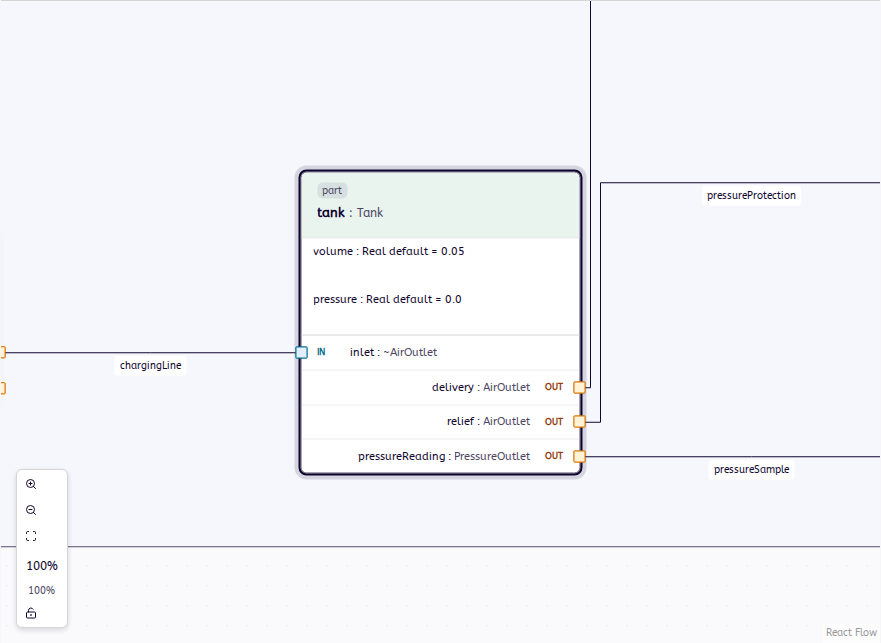 pressureProtection
part
tank : Tank
volume : Real default = 0.05
pressure : Real default = 0.0
IN inlet : ~AirOutlet
chargingLine
delivery : AirOutlet OUT
relief : AirOutlet OUT
pressureReading : PressureOutlet OUT
pressureSample
100%
100%
React Flow